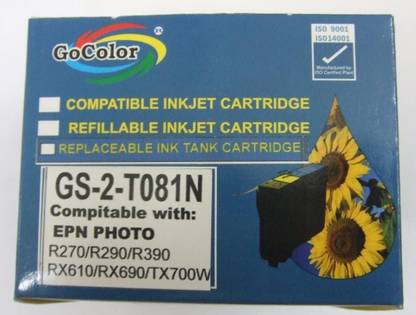 GoColor
ISO 9001
ISO14001
Manufactured by
ISO Certified Plant
COMPATIBLE INKJET CARTRIDGE
REFILLABLE INKJET CARTRIDGE
REPLACEABLE INK TANK CARTRIDGE
GS-2-T081N
Compitable with:
EPN PHOTO
R270/R290/R390
RX610/RX690/TX700W